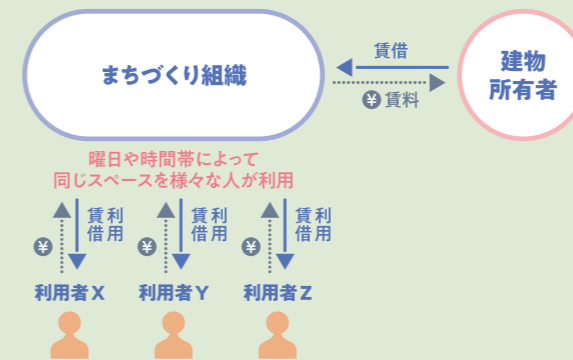 まちづくり組織
賃借
¥ 賃料
建物
所有者
曜日や時間帯によって
同じスペースを様々な人が利用
¥
賃借
利用
¥
賃借
利用
¥
賃借
利用
利用者X
利用者Y
利用者Z